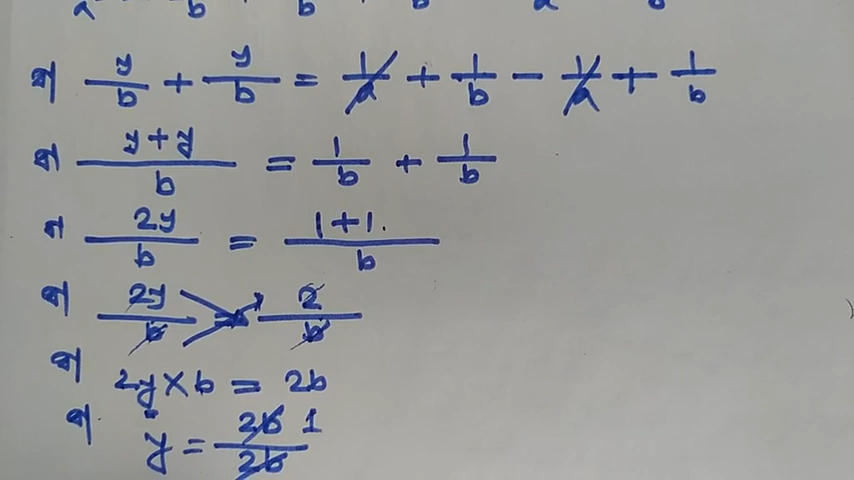 বা y/b + y/b = 1/a + 1/b - 1/a + 1/b
বা y+y/b = 1/b + 1/b
বা 2y/b = 1+1/b
বা 2y/b = 2/b
বা 2y×b = 2b
বা y = 2b/2b 1